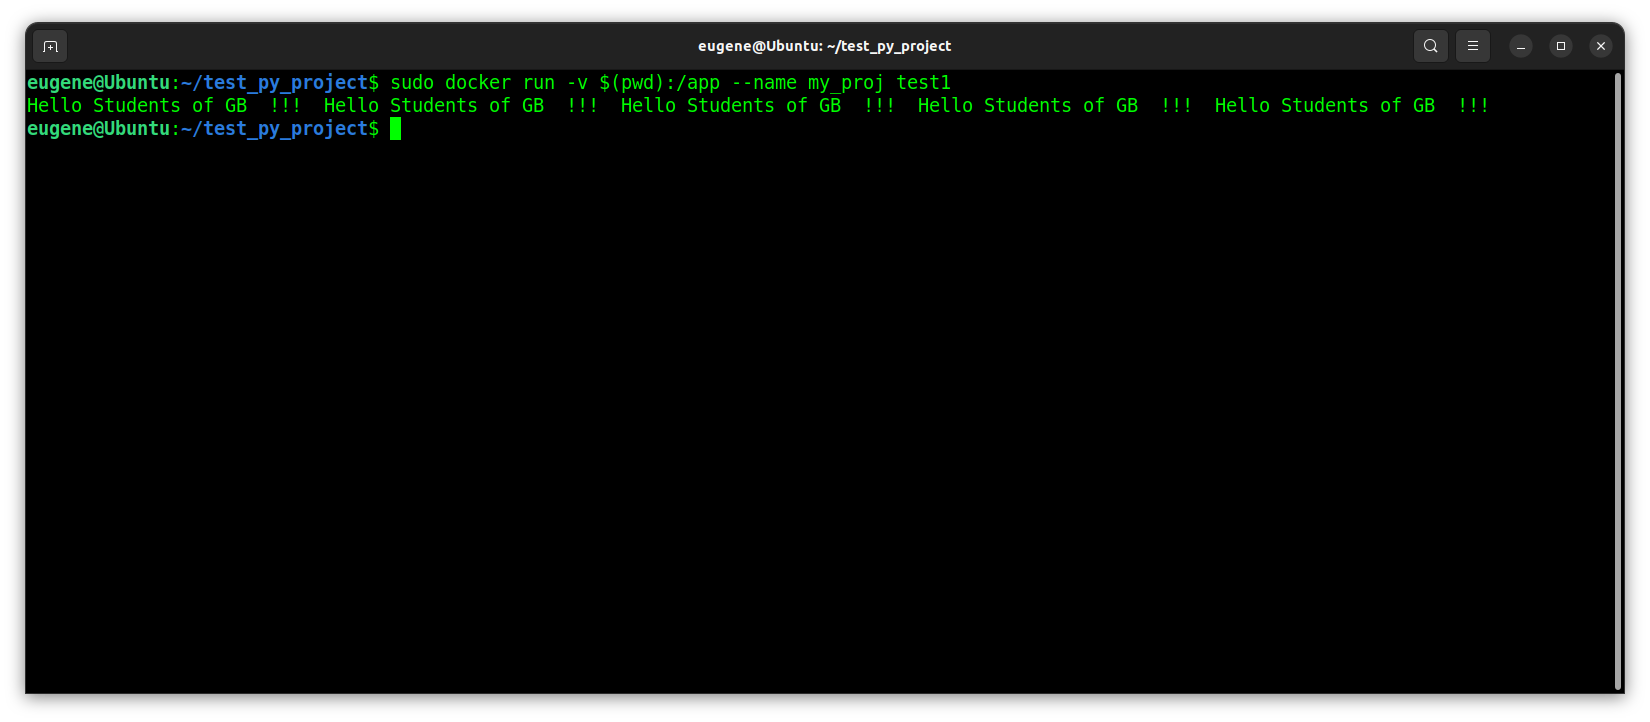 eugene@Ubuntu: ~/test_py_project
eugene@Ubuntu:~/test_py_project$ sudo docker run -v $(pwd):/app --name my_proj test1
Hello Students of GB  !!!  Hello Students of GB  !!!  Hello Students of GB  !!!  Hello Students of GB  !!!  Hello Students of GB  !!!
eugene@Ubuntu:~/test_py_project$